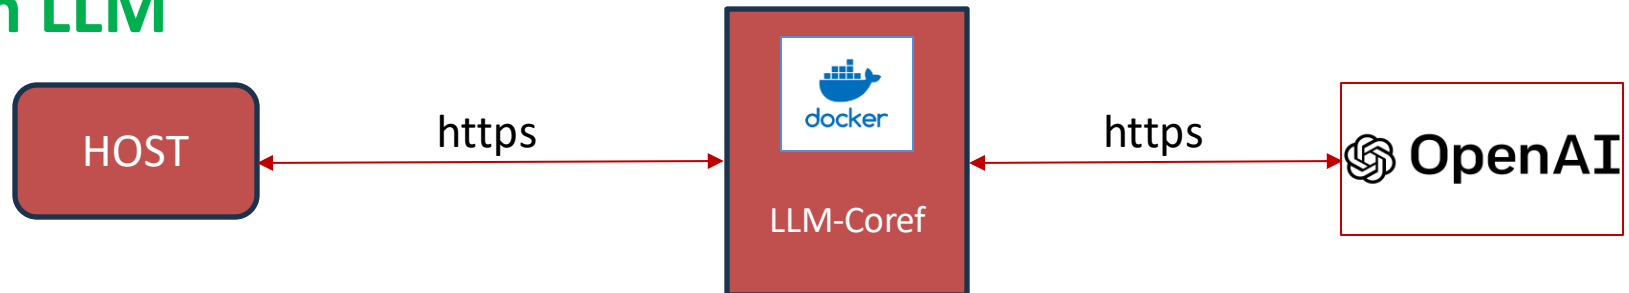 LLM
HOST
https
docker
LLM-Coref
https
OpenAI